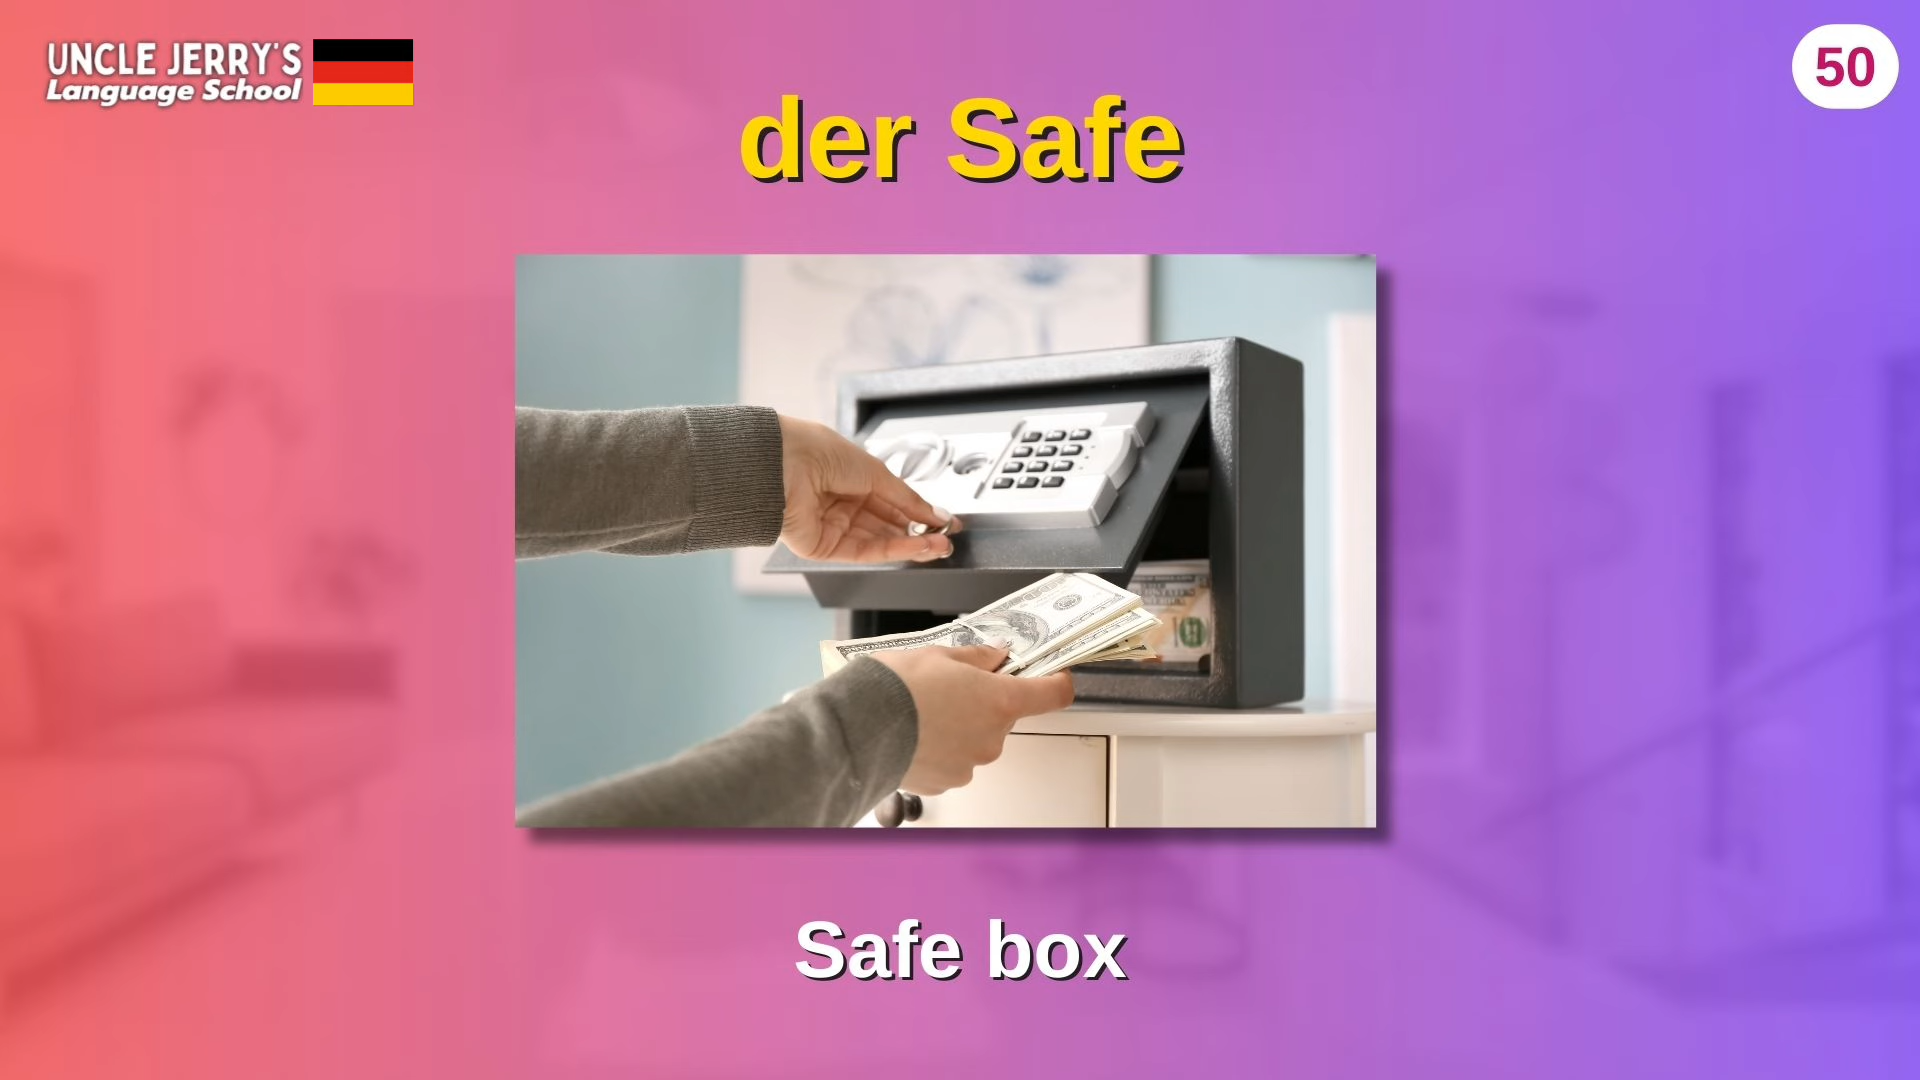 UNCLE JERRY'S
Language School
50
der Safe
Safe box